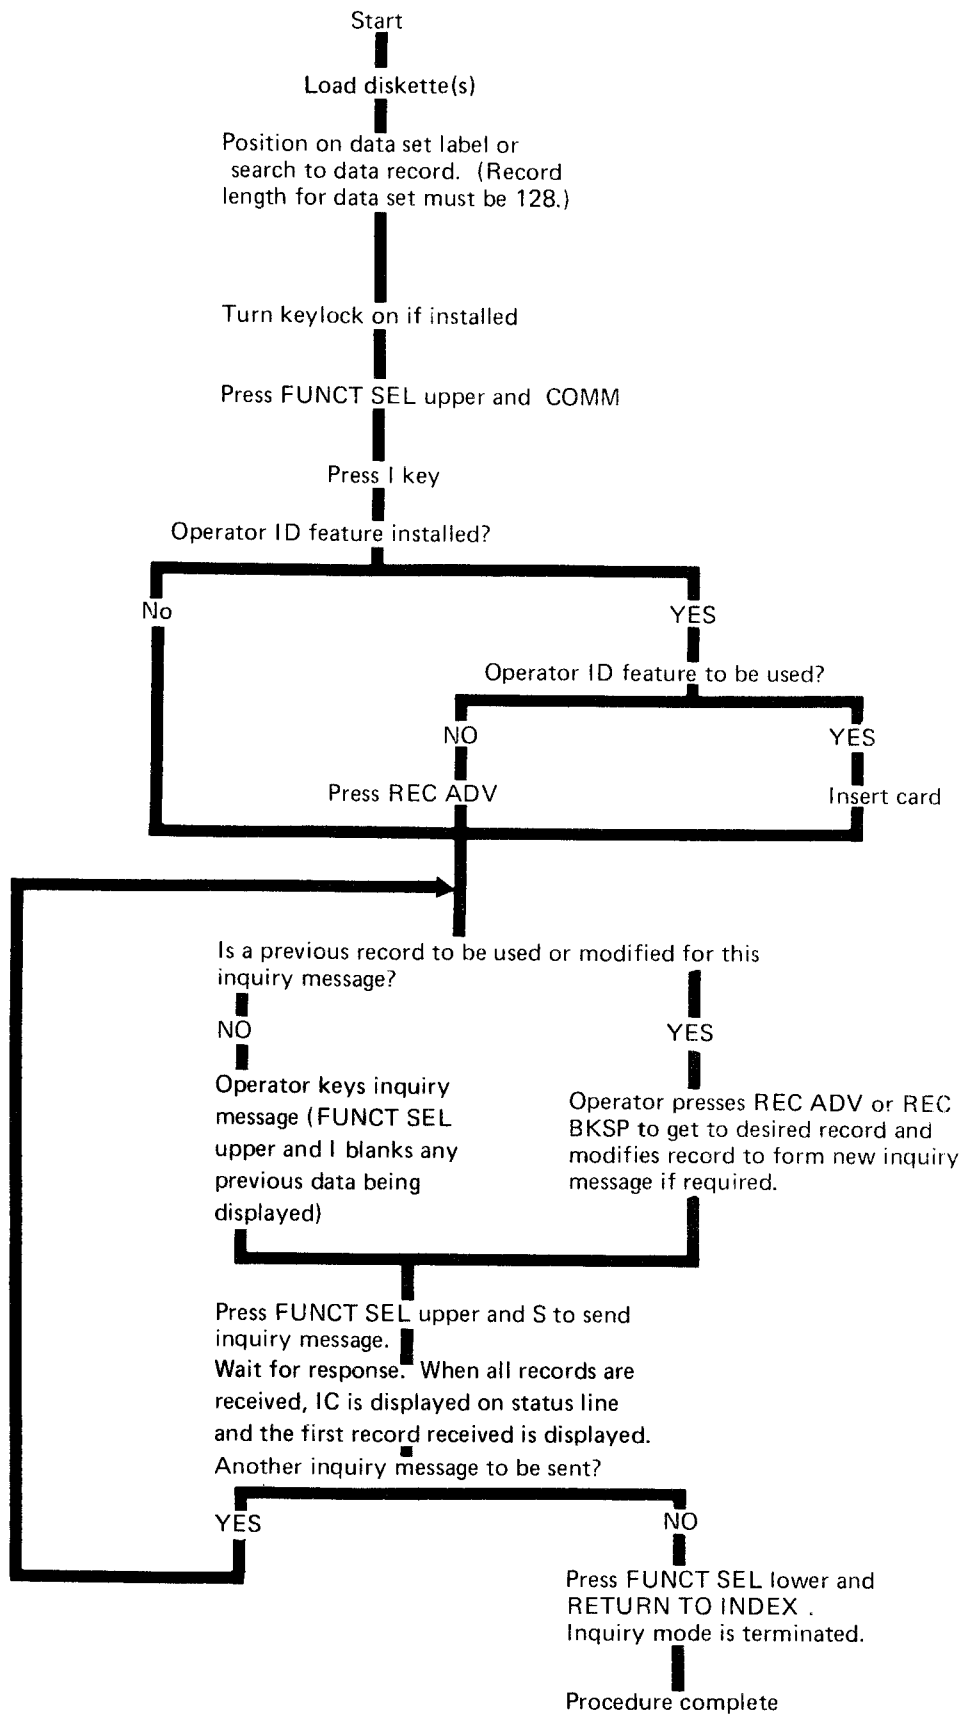 Start
Load diskette(s)
Position on data set label or
search to data record. (Record
length for data set must be 128.)
Turn keylock on if installed
Press FUNCT SEL upper and COMM
Press I key
Operator ID feature installed?
No
YES
Operator ID feature to be used?
NO
YES
Press REC ADV
Insert card
Is a previous record to be used or modified for this
inquiry message?
NO
YES
Operator keys inquiry
message (FUNCT SEL
upper and I blanks any
previous data being
displayed)
Operator presses REC ADV or REC
BKSP to get to desired record and
modifies record to form new inquiry
message if required.
Press FUNCT SEL upper and S to send
inquiry message.
Wait for response. When all records are
received, IC is displayed on status line
and the first record received is displayed.
Another inquiry message to be sent?
YES
NO
Press FUNCT SEL lower and
RETURN TO INDEX .
Inquiry mode is terminated.
Procedure complete